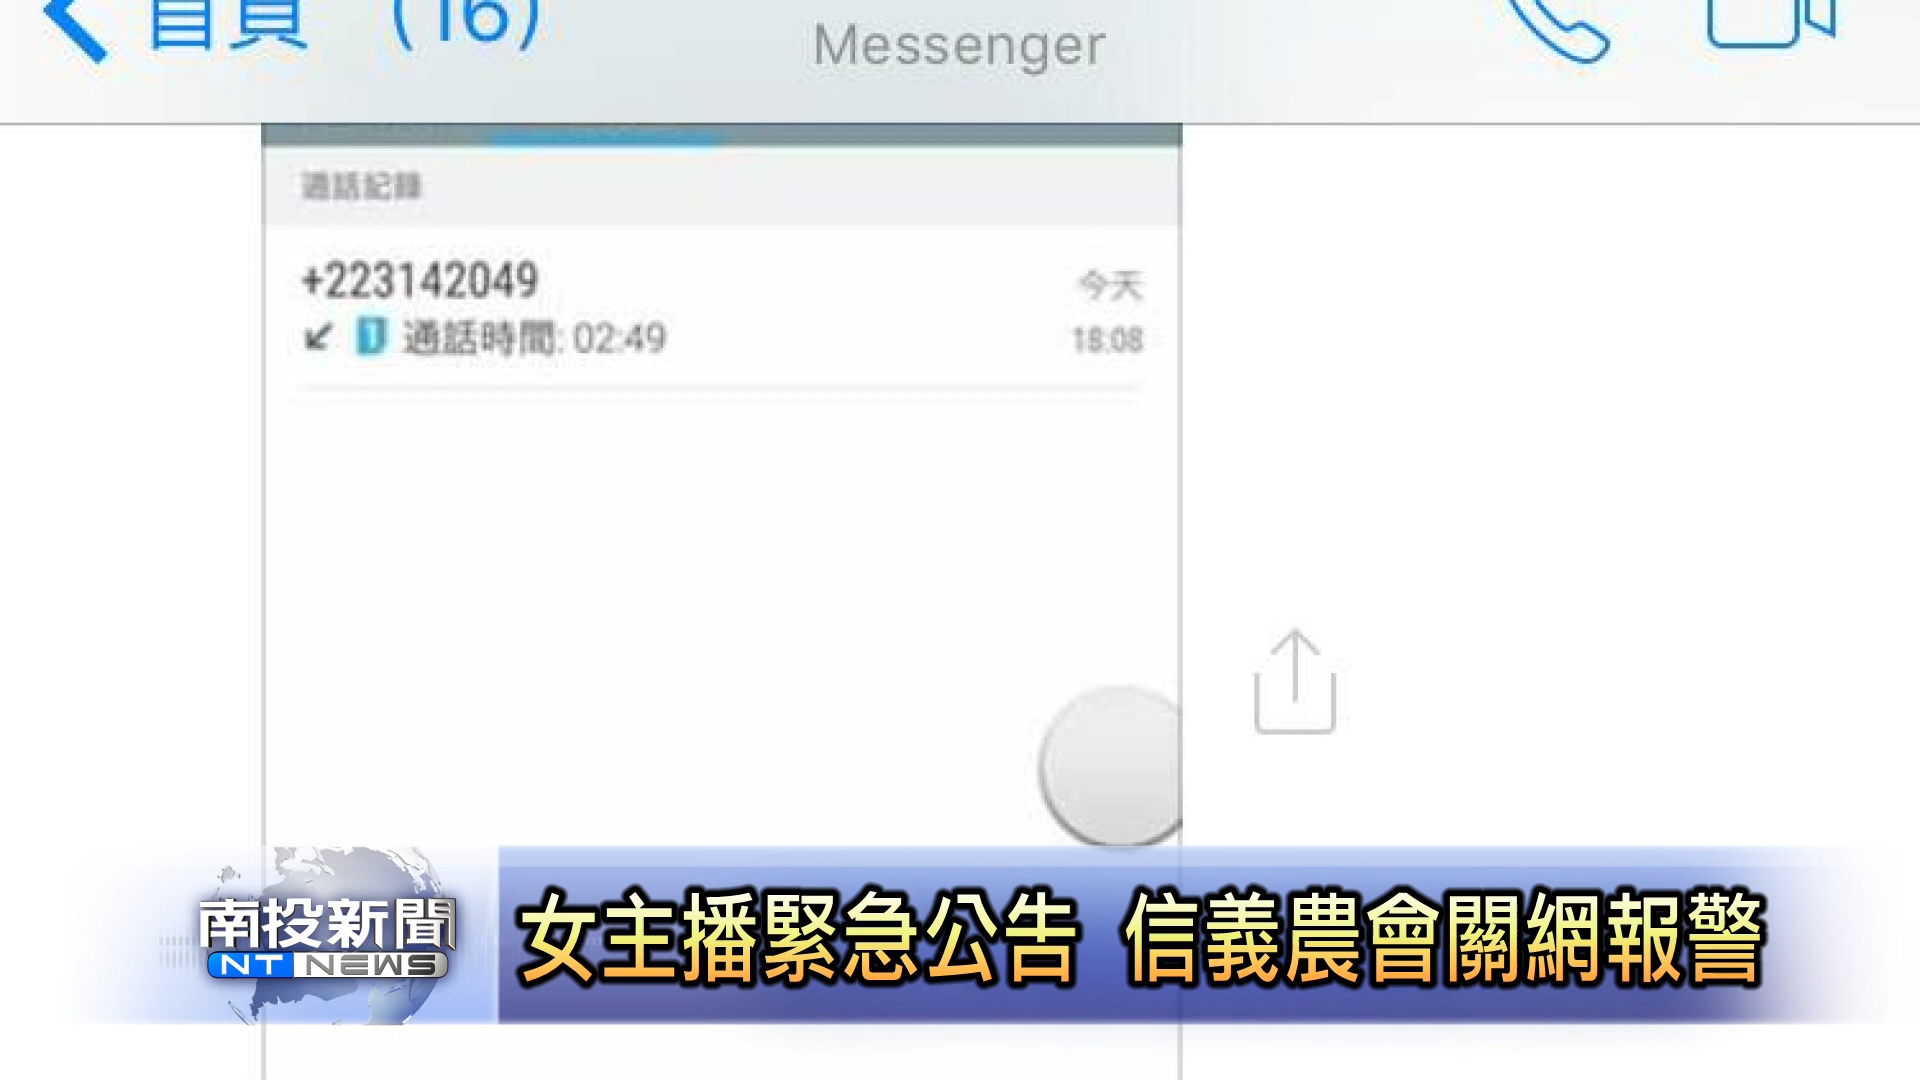 首頁 (16)
Messenger
通話紀錄
+223142049
今天
1 通話時間: 02:49
18:08
南投新聞
NT NEWS
女主播緊急公告 信義農會關網報警